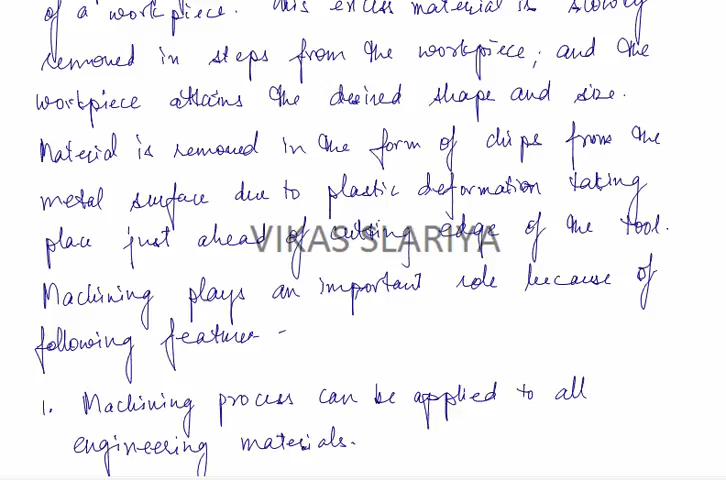 of a workpiece. This excess material is slowly
removed in steps from the workpiece, and the
workpiece attains the desired shape and size.
Material is removed in the form of chips from the
metal surface due to plastic deformation taking
place just ahead of cutting edge of the tool.
VIKAS SLARIYA
Machining plays an important role because of
following features -
1. Machining process can be applied to all
engineering materials.